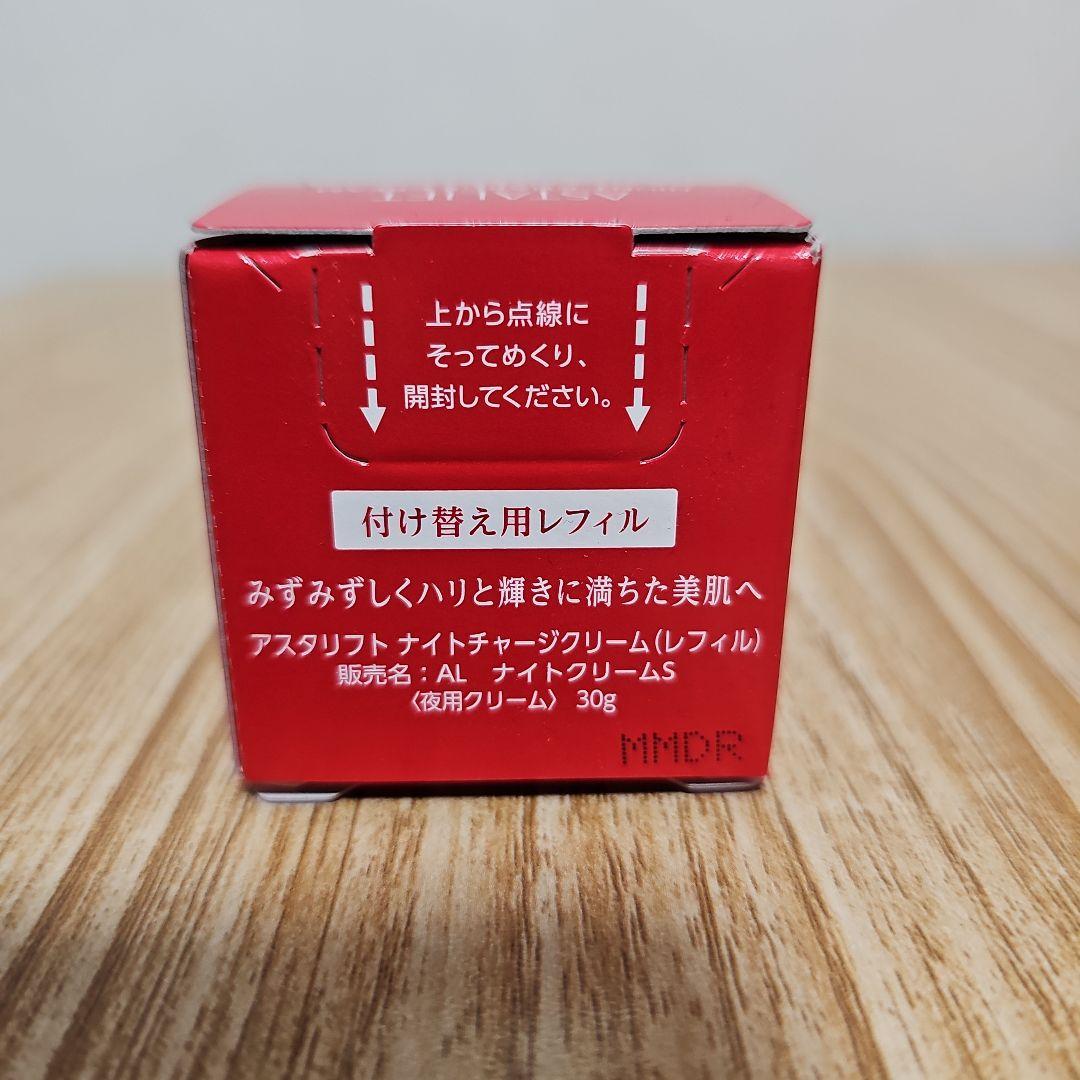 ASTALIFT
上から点線に
そってめくり、
開封してください。
付け替え用レフィル
みずみずしくハリと輝きに満ちた美肌へ
アスタリフト ナイトチャージクリーム（レフィル）
販売名：AL　ナイトクリームS
〈夜用クリーム〉 30g
MMDR